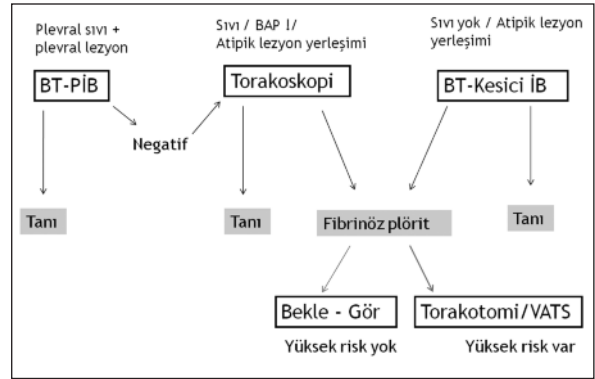 Plevral sıvı +
plevral lezyon
Sıvı / BAP I/
Atipik lezyon yerleşimi
Sıvı yok / Atipik lezyon
yerleşimi
BT-PİB
Torakoskopi
BT-Kesici İB
Negatif
Tanı
Tanı
Fibrinöz plörit
Tanı
Bekle - Gör
Torakotomi/VATS
Yüksek risk yok
Yüksek risk var